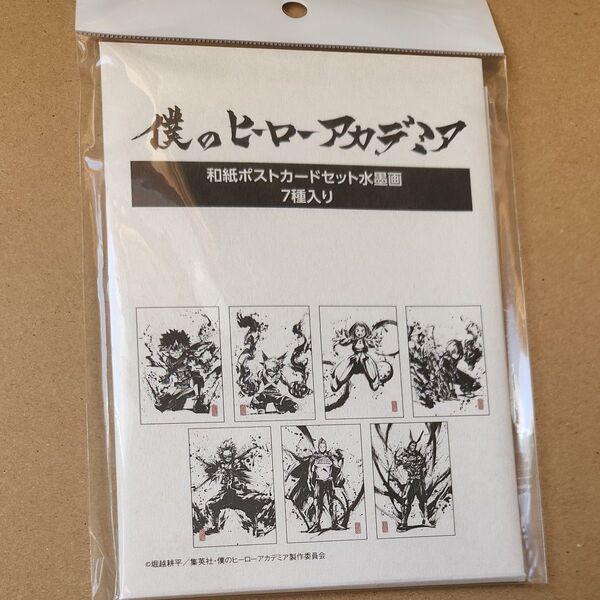 僕のヒーローアカデミア
和紙ポストカードセット水墨画
7種入り
©堀越耕平／集英社・僕のヒーローアカデミア製作委員会